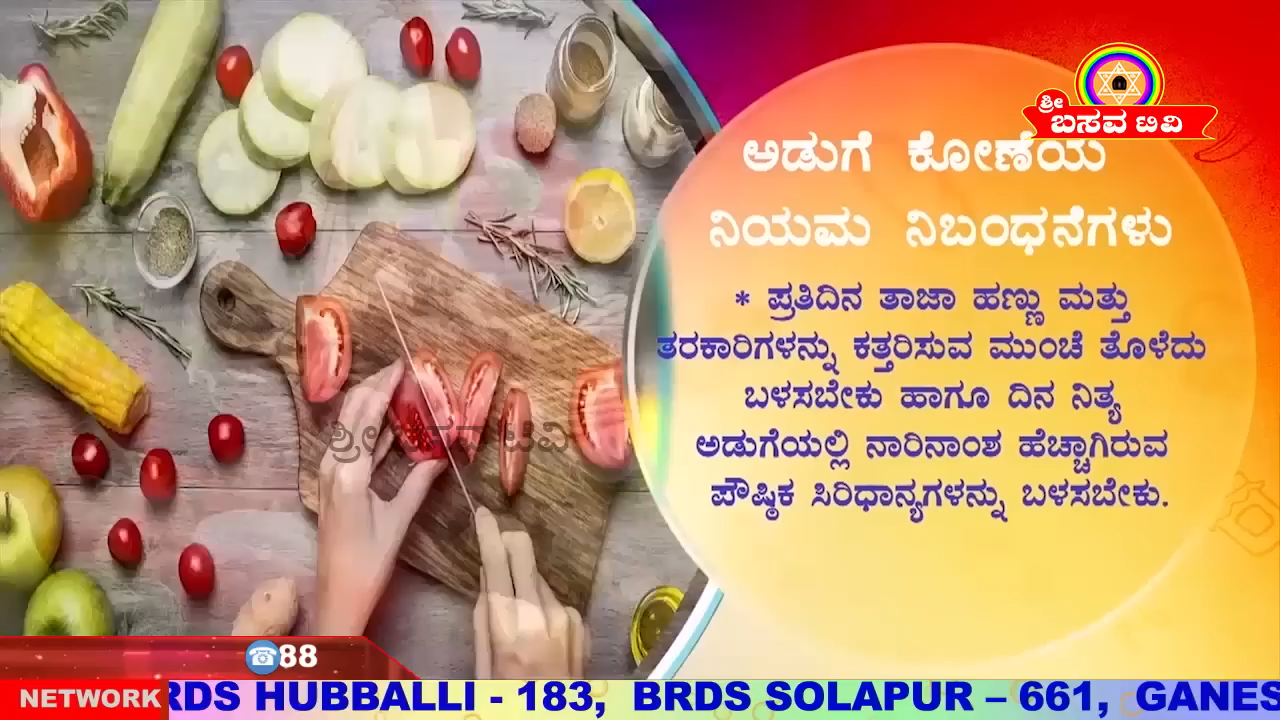 ಶ್ರೀ
ಬಸವ ಟಿವಿ
ಅಡುಗೆ ಕೋಣೆಯ
ನಿಯಮ ನಿಬಂಧನೆಗಳು
* ಪ್ರತಿದಿನ ತಾಜಾ ಹಣ್ಣು ಮತ್ತು
ತರಕಾರಿಗಳನ್ನು ಕತ್ತರಿಸುವ ಮುಂಚೆ ತೊಳೆದು
ಬಳಸಬೇಕು ಹಾಗೂ ದಿನ ನಿತ್ಯ
ಅಡುಗೆಯಲ್ಲಿ ನಾರಿನಾಂಶ ಹೆಚ್ಚಾಗಿರುವ
ಪೌಷ್ಠಿಕ ಸಿರಿಧಾನ್ಯಗಳನ್ನು ಬಳಸಬೇಕು.
ಶ್ರೀ ಬಸವ ಟಿವಿ
☎88
NETWORK RDS HUBBALLI - 183, BRDS SOLAPUR – 661, GANES